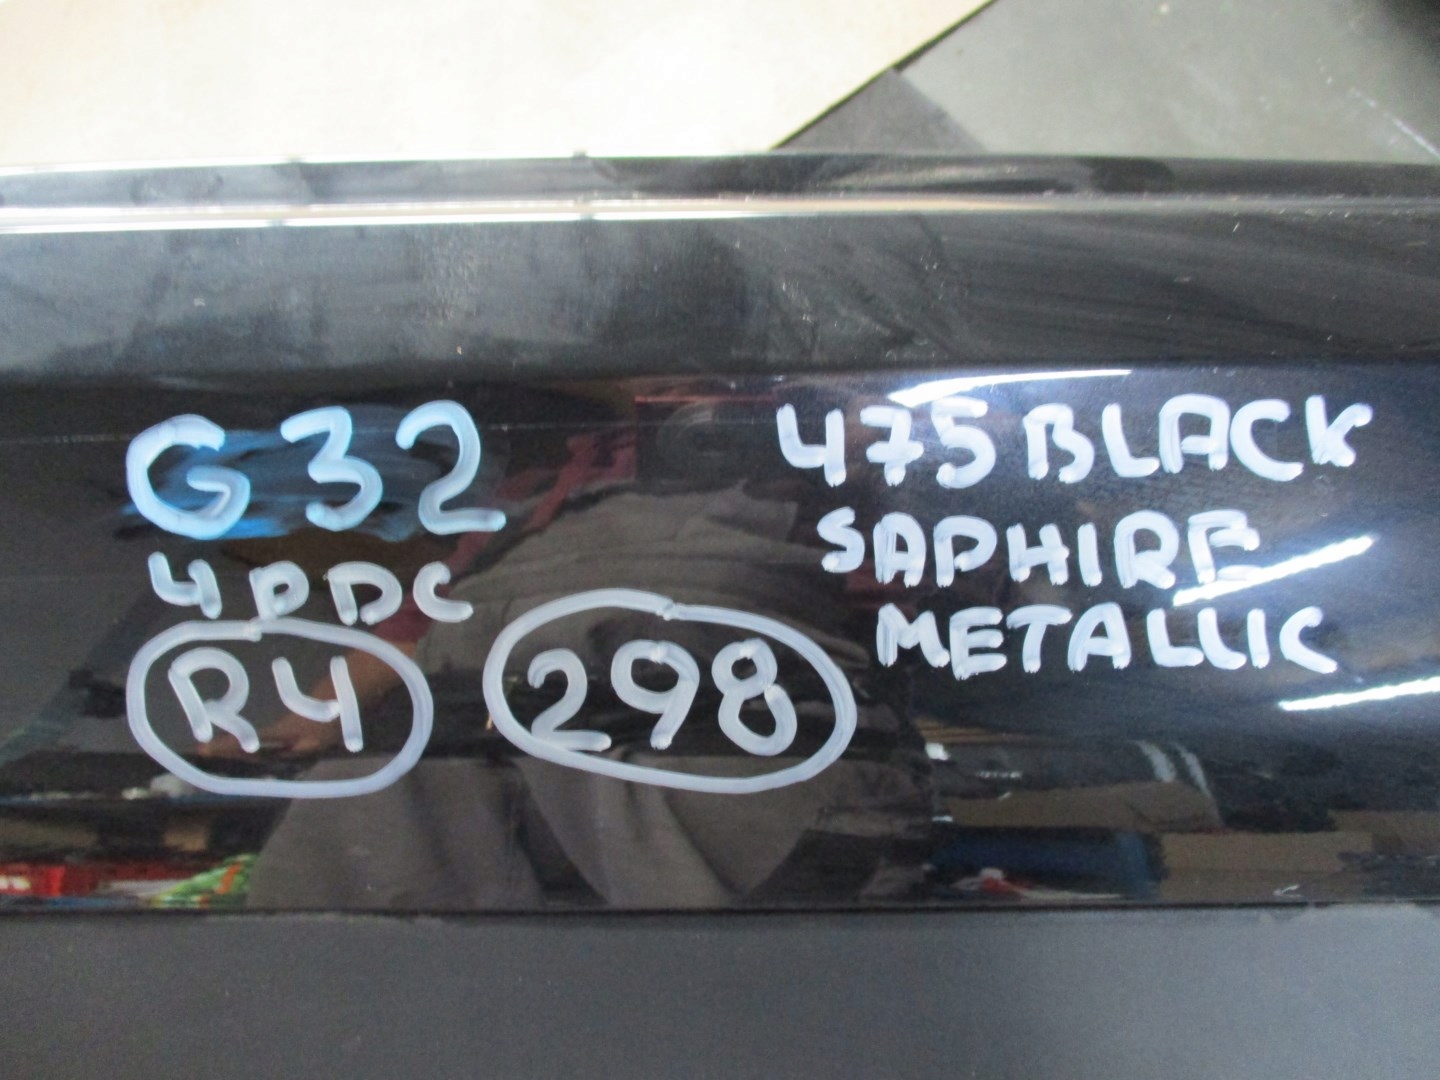 G32
4PDC
R4
298
475 BLACK
SAPHIRE
METALLIC